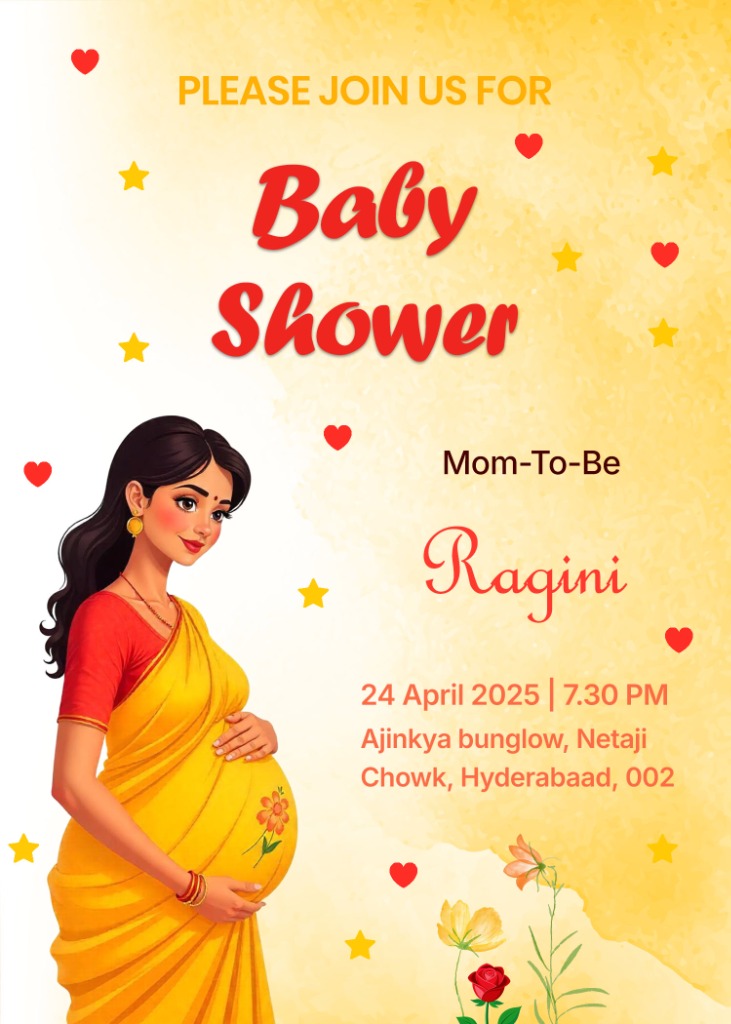 PLEASE JOIN US FOR
Baby
Shower
Mom-To-Be
Ragini
24 April 2025 | 7.30 PM
Ajinkya bunglow, Netaji
Chowk, Hyderabaad, 002